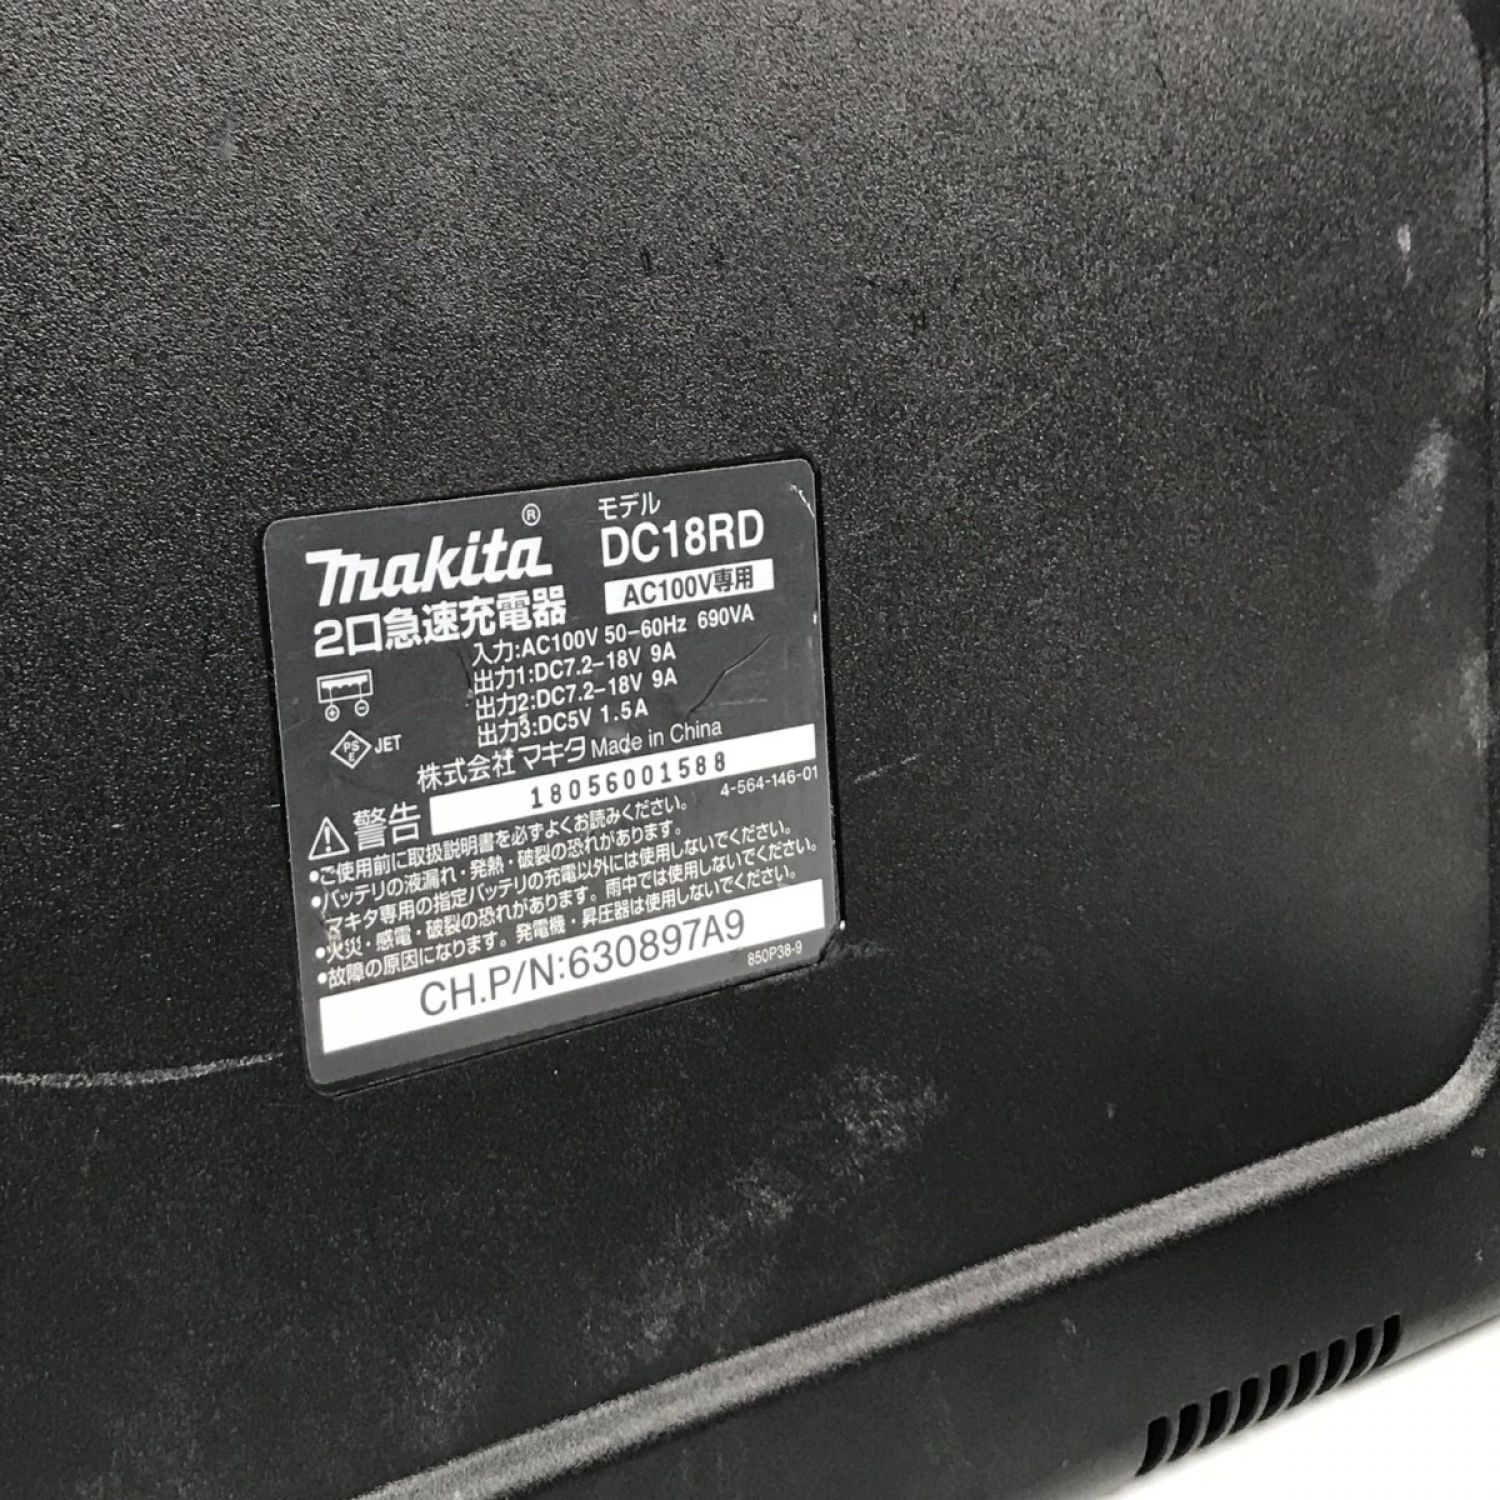 makita®
モデル
DC18RD
2口急速充電器
AC100V専用
入力:AC100V 50-60Hz 690VA
出力1:DC7.2-18V 9A
出力2:DC7.2-18V 9A
出力3:DC5V 1.5A
PS E JET
株式会社マキタ Made in China
18056001588
4-564-146-01
警告
•ご使用前に取扱説明書を必ずよくお読みください。
•バッテリの液漏れ・発熱・破裂の恐れがあります。
マキタ専用の指定バッテリの充電以外には使用しないでください。
•火災・感電・破裂の恐れがあります。雨中では使用しないでください。
•故障の原因になります。発電機・昇圧器は使用しないでください。
CH.P/N:630897A9
850P38-9